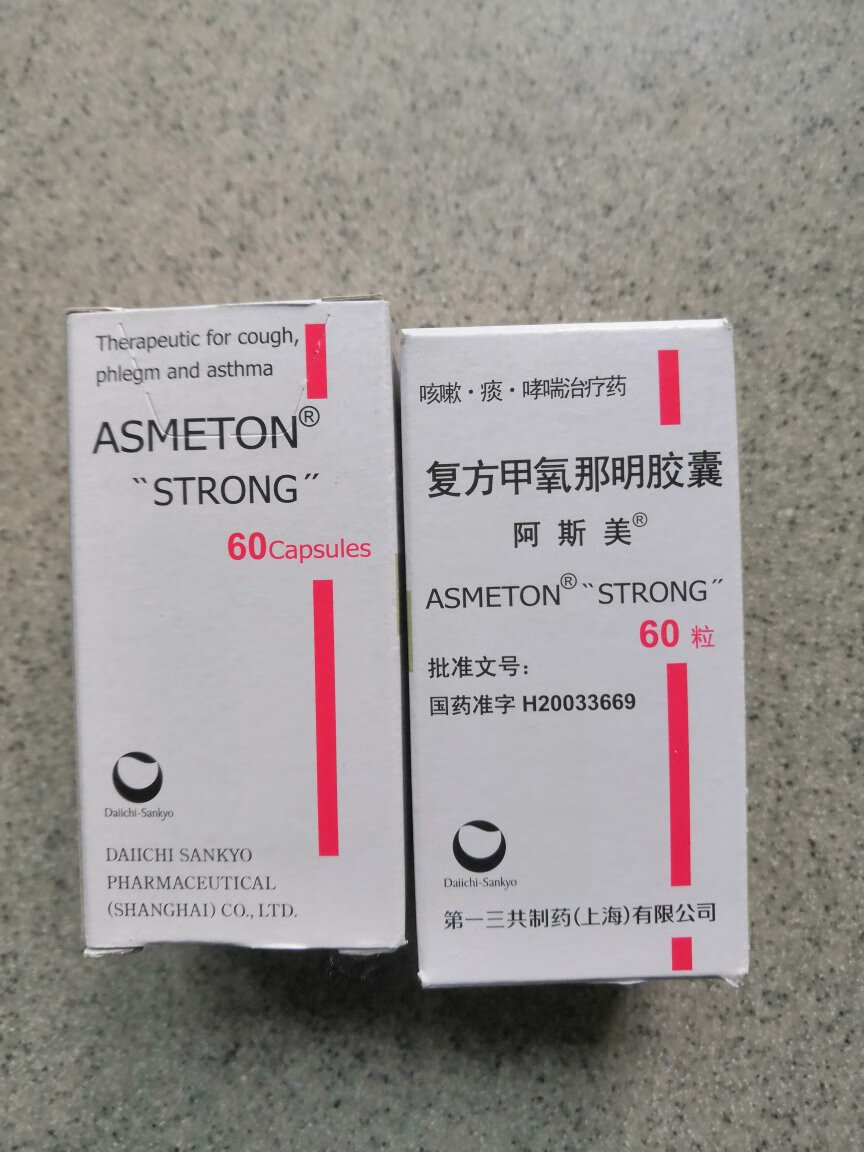 Therapeutic for cough,
phlegm and asthma
ASMETON®
“STRONG”
60Capsules
Daiichi-Sankyo
DAIICHI SANKYO
PHARMACEUTICAL
(SHANGHAI) CO., LTD.
咳嗽·痰·哮喘治疗药
复方甲氧那明胶囊
阿斯美®
ASMETON®“STRONG”
60 粒
批准文号：
国药准字 H20033669
Daiichi-Sankyo
第一三共制药(上海)有限公司